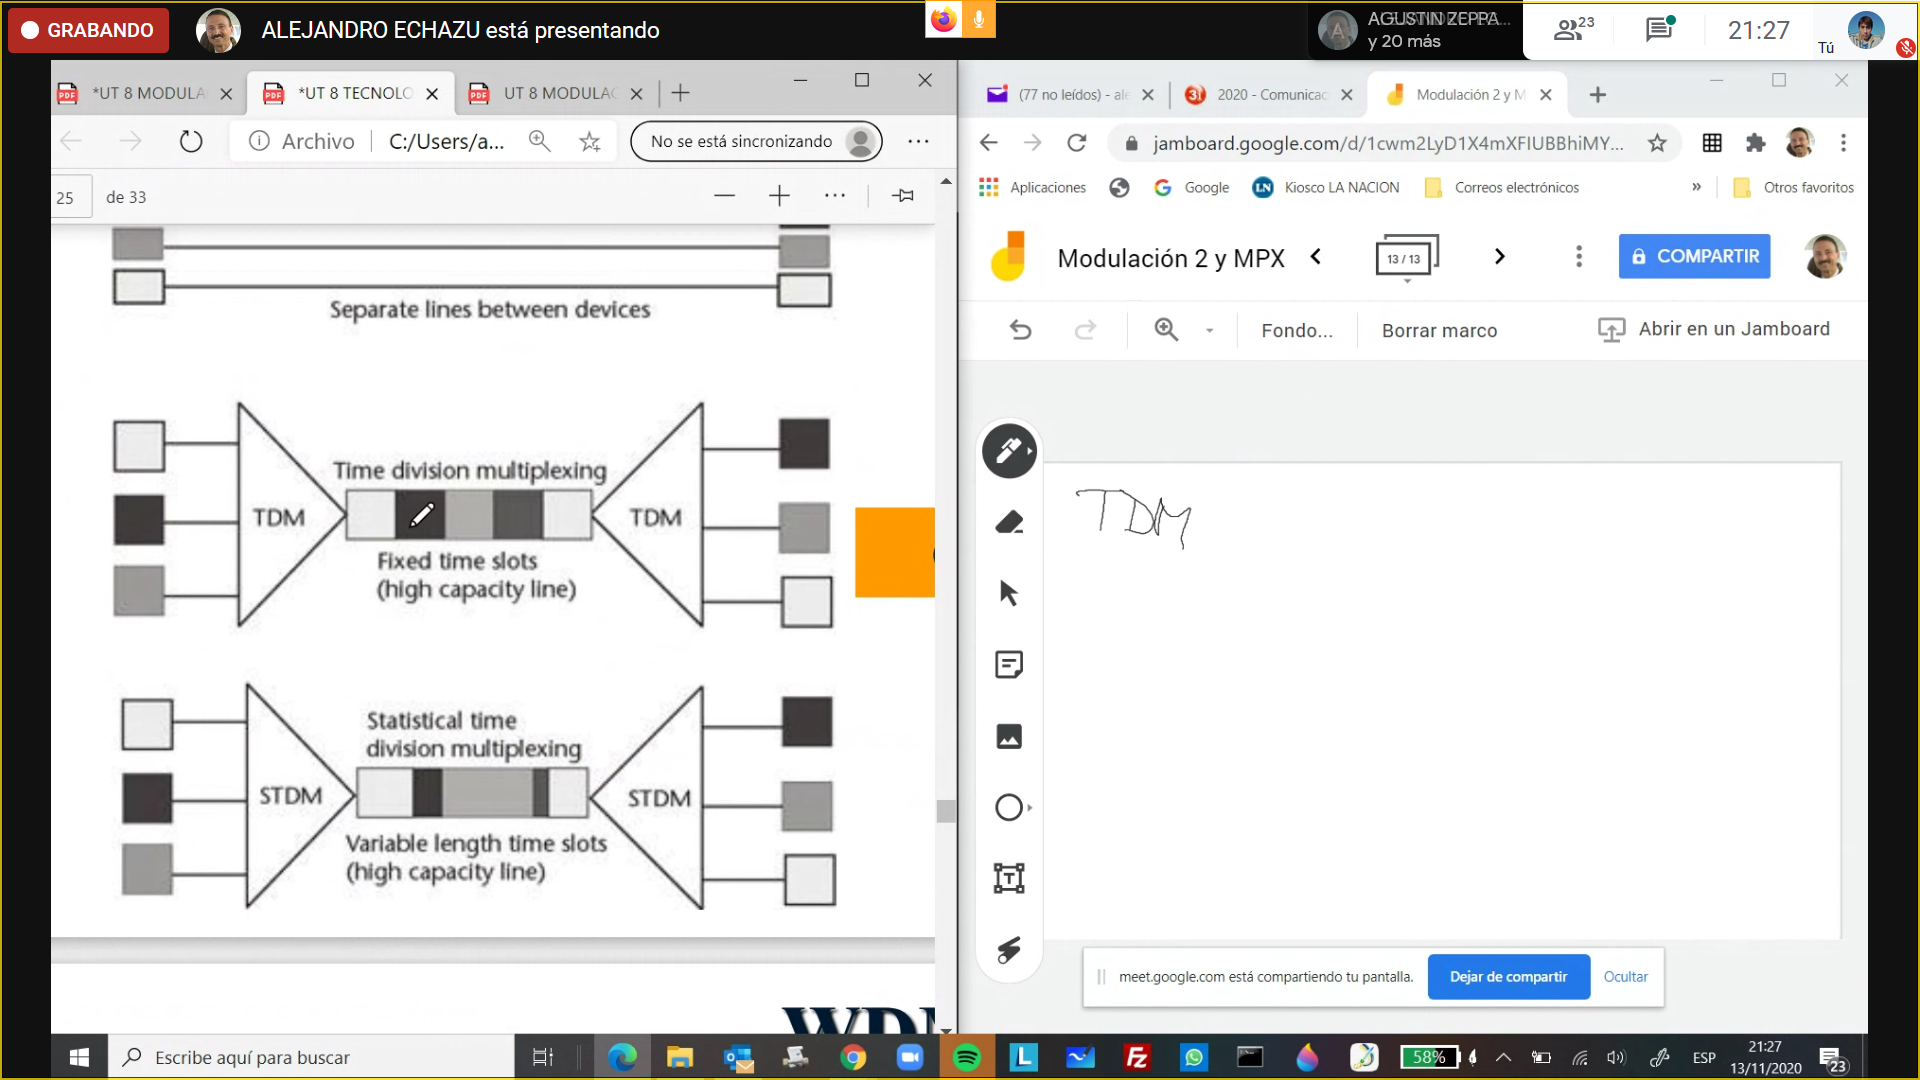 GRABANDO
ALEJANDRO ECHAZU está presentando
y 20 más
23
21:27
Tú
*UT 8 MODULA
*UT 8 TECNOLO
UT 8 MODULAC
Archivo
C:/Users/a...
No se está sincronizando
25
de 33
Separate lines between devices
Time division multiplexing
TDM
TDM
Fixed time slots
(high capacity line)
Statistical time
division multiplexing
STDM
STDM
Variable length time slots
(high capacity line)
(77 no leídos) - ale
2020 - Comunicac
Modulación 2 y M
jamboard.google.com/d/1cwm2LyD1X4mXFIUBBhiMY...
Aplicaciones
Google
LN
Kiosco LA NACION
Correos electrónicos
»
Otros favoritos
Modulación 2 y MPX
13 / 13
COMPARTIR
Fondo...
Borrar marco
Abrir en un Jamboard
TDM
meet.google.com está compartiendo tu pantalla.
Dejar de compartir
Ocultar
Escribe aquí para buscar
58%
ESP
21:27
13/11/2020
23